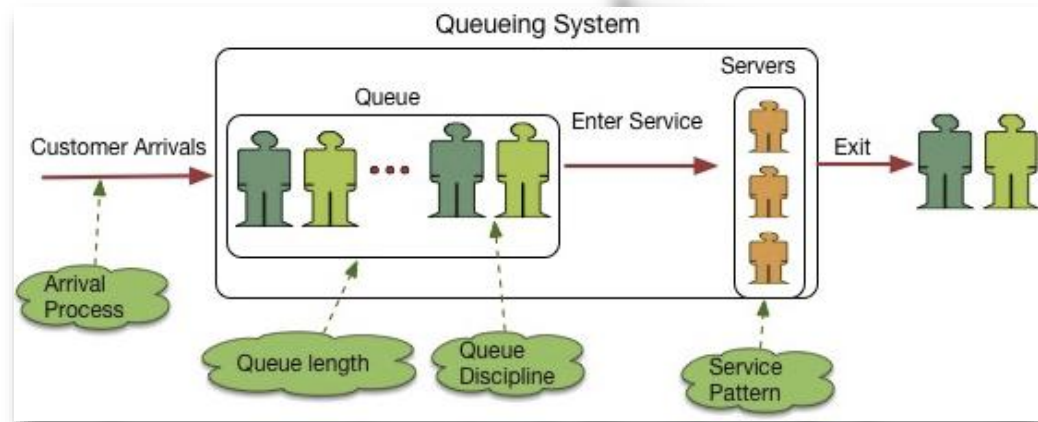 Queueing System
Servers
Queue
Enter Service
Customer Arrivals
Exit
Arrival
Process
Queue length
Queue
Discipline
Service
Pattern